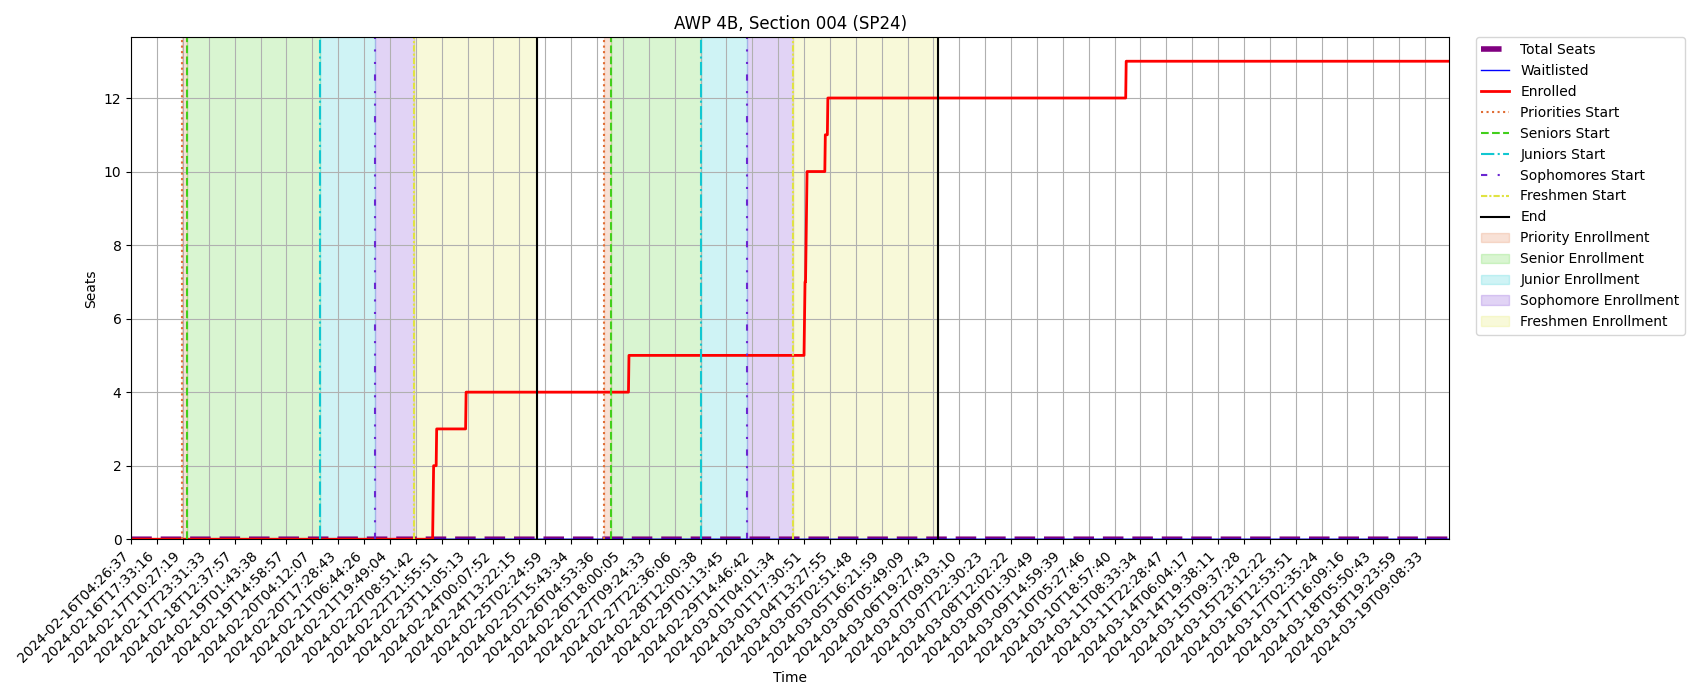 AWP 4B, Section 004 (SP24)
Total Seats
Waitlisted
Enrolled
Priorities Start
Seniors Start
Juniors Start
Sophomores Start
Freshmen Start
End
Priority Enrollment
Senior Enrollment
Junior Enrollment
Sophomore Enrollment
Freshmen Enrollment
Seats
12
10
8
6
4
2
0
2024-02-16T04:26:37
2024-02-16T17:33:16
2024-02-17T10:27:19
2024-02-17T23:31:33
2024-02-18T12:37:57
2024-02-19T01:43:38
2024-02-19T14:58:57
2024-02-20T04:12:07
2024-02-20T17:28:43
2024-02-21T06:44:26
2024-02-21T19:49:04
2024-02-22T08:51:42
2024-02-22T21:55:51
2024-02-23T11:05:13
2024-02-24T00:07:52
2024-02-24T13:22:15
2024-02-25T02:24:59
2024-02-25T15:43:34
2024-02-26T04:53:36
2024-02-26T18:00:05
2024-02-27T09:24:33
2024-02-27T22:36:06
2024-02-28T12:00:38
2024-02-29T01:13:45
2024-02-29T14:46:42
2024-03-01T04:01:34
2024-03-01T17:30:51
2024-03-04T13:27:55
2024-03-05T02:51:48
2024-03-05T16:21:59
2024-03-06T05:49:09
2024-03-06T19:27:43
2024-03-07T09:03:10
2024-03-07T22:30:23
2024-03-08T12:02:22
2024-03-09T01:30:49
2024-03-09T14:59:39
2024-03-10T05:27:46
2024-03-10T18:57:40
2024-03-11T08:33:34
2024-03-11T22:28:47
2024-03-14T06:04:17
2024-03-14T19:38:11
2024-03-15T09:37:28
2024-03-15T23:12:22
2024-03-16T12:53:51
2024-03-17T02:35:24
2024-03-17T16:09:16
2024-03-18T05:50:43
2024-03-18T19:23:59
2024-03-19T09:08:33
Time